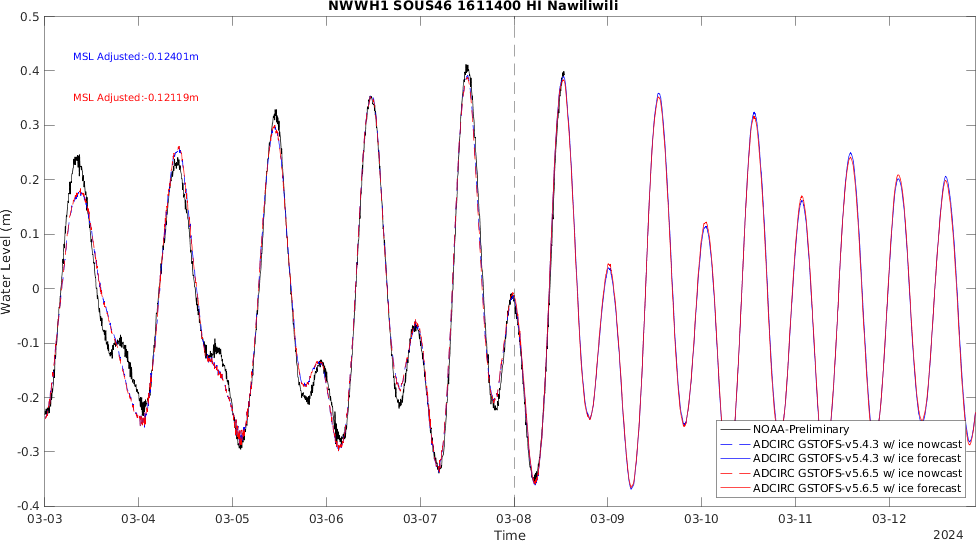 NWWH1 SOUS46 1611400 HI Nawiliwili
MSL Adjusted:-0.12401m
MSL Adjusted:-0.12119m
Water Level (m)
0.5
0.4
0.3
0.2
0.1
0
-0.1
-0.2
-0.3
-0.4
NOAA-Preliminary
ADCIRC GSTOFS-v5.4.3 w/ ice nowcast
ADCIRC GSTOFS-v5.4.3 w/ ice forecast
ADCIRC GSTOFS-v5.6.5 w/ ice nowcast
ADCIRC GSTOFS-v5.6.5 w/ ice forecast
03-03 03-04 03-05 03-06 03-07 03-08 03-09 03-10 03-11 03-12
Time
2024